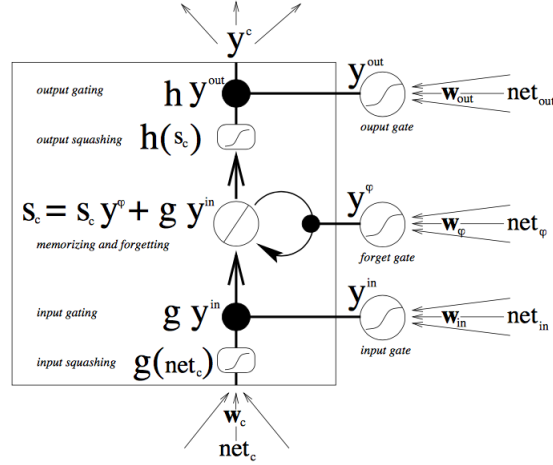 y^c
output gating
h y^out
y^out
w_out
net_out
ouput gate
output squashing
h(s_c)
s_c = s_c y^φ + g y^in
memorizing and forgetting
y^φ
w_φ
net_φ
forget gate
input gating
g y^in
y^in
w_in
net_in
input gate
input squashing
g(net_c)
w_c
net_c